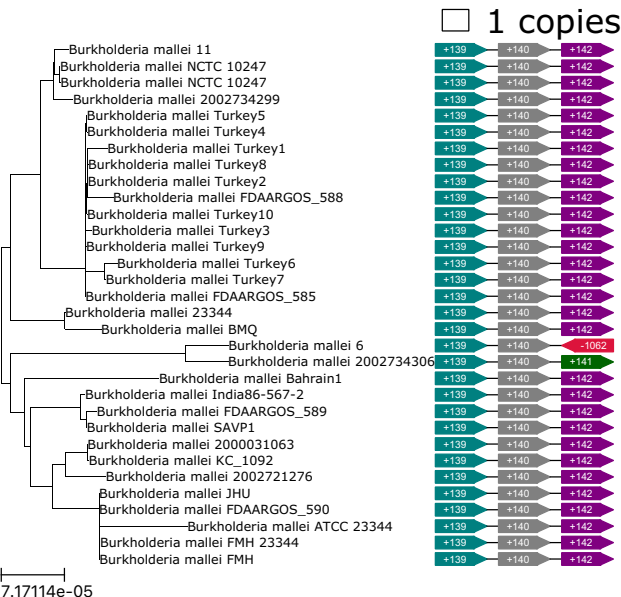 1 copies
Burkholderia mallei 11 +139 +140 +142
Burkholderia mallei NCTC 10247 +139 +140 +142
Burkholderia mallei NCTC 10247 +139 +140 +142
Burkholderia mallei 2002734299 +139 +140 +142
Burkholderia mallei Turkey5 +139 +140 +142
Burkholderia mallei Turkey4 +139 +140 +142
Burkholderia mallei Turkey1 +139 +140 +142
Burkholderia mallei Turkey8 +139 +140 +142
Burkholderia mallei Turkey2 +139 +140 +142
Burkholderia mallei FDAARGOS_588 +139 +140 +142
Burkholderia mallei Turkey10 +139 +140 +142
Burkholderia mallei Turkey3 +139 +140 +142
Burkholderia mallei Turkey9 +139 +140 +142
Burkholderia mallei Turkey6 +139 +140 +142
Burkholderia mallei Turkey7 +139 +140 +142
Burkholderia mallei FDAARGOS_585 +139 +140 +142
Burkholderia mallei 23344 +139 +140 +142
Burkholderia mallei BMQ +139 +140 +142
Burkholderia mallei 6 +139 +140 -1062
Burkholderia mallei 2002734306 +139 +140 +141
Burkholderia mallei Bahrain1 +139 +140 +142
Burkholderia mallei India86-567-2 +139 +140 +142
Burkholderia mallei FDAARGOS_589 +139 +140 +142
Burkholderia mallei SAVP1 +139 +140 +142
Burkholderia mallei 2000031063 +139 +140 +142
Burkholderia mallei KC_1092 +139 +140 +142
Burkholderia mallei 2002721276 +139 +140 +142
Burkholderia mallei JHU +139 +140 +142
Burkholderia mallei FDAARGOS_590 +139 +140 +142
Burkholderia mallei ATCC 23344 +139 +140 +142
Burkholderia mallei FMH 23344 +139 +140 +142
Burkholderia mallei FMH +139 +140 +142
7.17114e-05